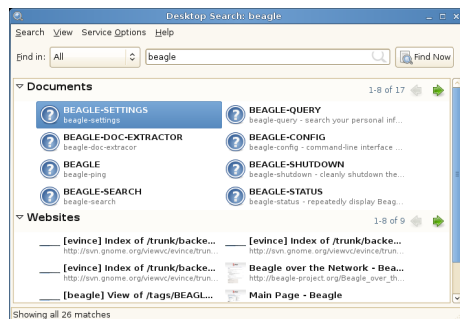 Desktop Search: beagle
Search View Service Options Help
Find in: All beagle Find Now
Documents 1-8 of 17
BEAGLE-SETTINGS
beagle-settings
BEAGLE-QUERY
beagle-query - search your personal inf...
BEAGLE-DOC-EXTRACTOR
beagle-doc-extracor
BEAGLE-CONFIG
beagle-config - command-line interface ...
BEAGLE
beagle-ping
BEAGLE-SHUTDOWN
beagle-shutdown - cleanly shutdown the...
BEAGLE-SEARCH
beagle-search
BEAGLE-STATUS
beagle-status - repeatedly display Beag...
Websites 1-8 of 9
[evince] Index of /trunk/backe...
http://svn.gnome.org/viewvc/evince/trun...
[evince] Index of /trunk/backe...
http://svn.gnome.org/viewvc/evince/trun...
[evince] Index of /trunk/backe...
http://svn.gnome.org/viewvc/evince/trun...
Beagle over the Network - Bea...
http://beagle-project.org/Beagle_over_th...
[beagle] View of /tags/BEAGL...
Main Page - Beagle
Showing all 26 matches